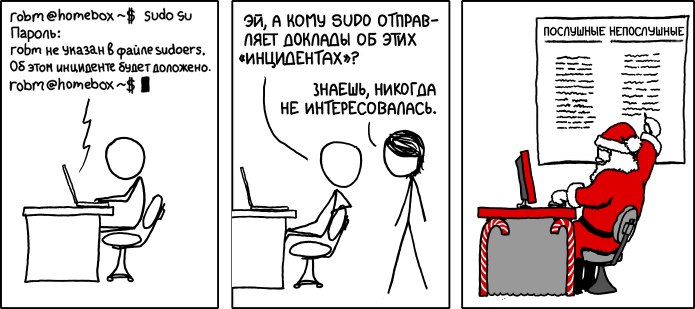 robm@homebox~$ sudo su
Пароль:
robm не указан в файле sudoers.
Об этом инциденте будет доложено.
robm@homebox~$
ЭЙ, А КОМУ SUDO ОТПРАВ-
ЛЯЕТ ДОКЛАДЫ ОБ ЭТИХ
«ИНЦИДЕНТАХ»?
ЗНАЕШЬ, НИКОГДА
НЕ ИНТЕРЕСОВАЛАСЬ.
ПОСЛУШНЫЕ НЕПОСЛУШНЫЕ